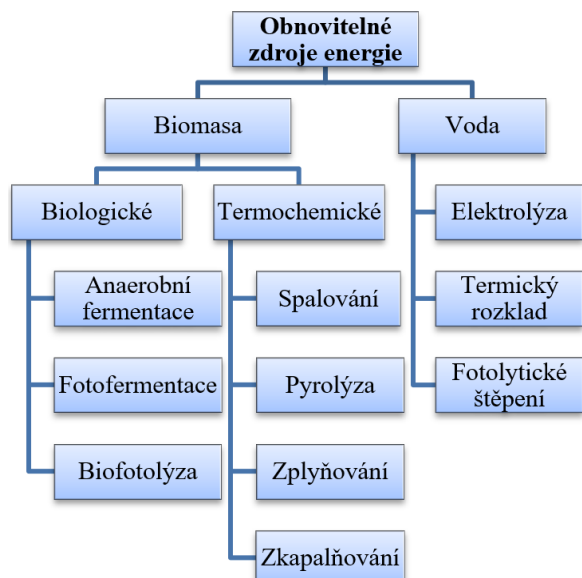 Obnovitelné
zdroje energie
Biomasa
Voda
Biologické
Termochemické
Elektrolýza
Anaerobní
fermentace
Spalování
Termický
rozklad
Fotofermentace
Pyrolýza
Fotolytické
štěpení
Biofotolýza
Zplyňování
Zkapalňování